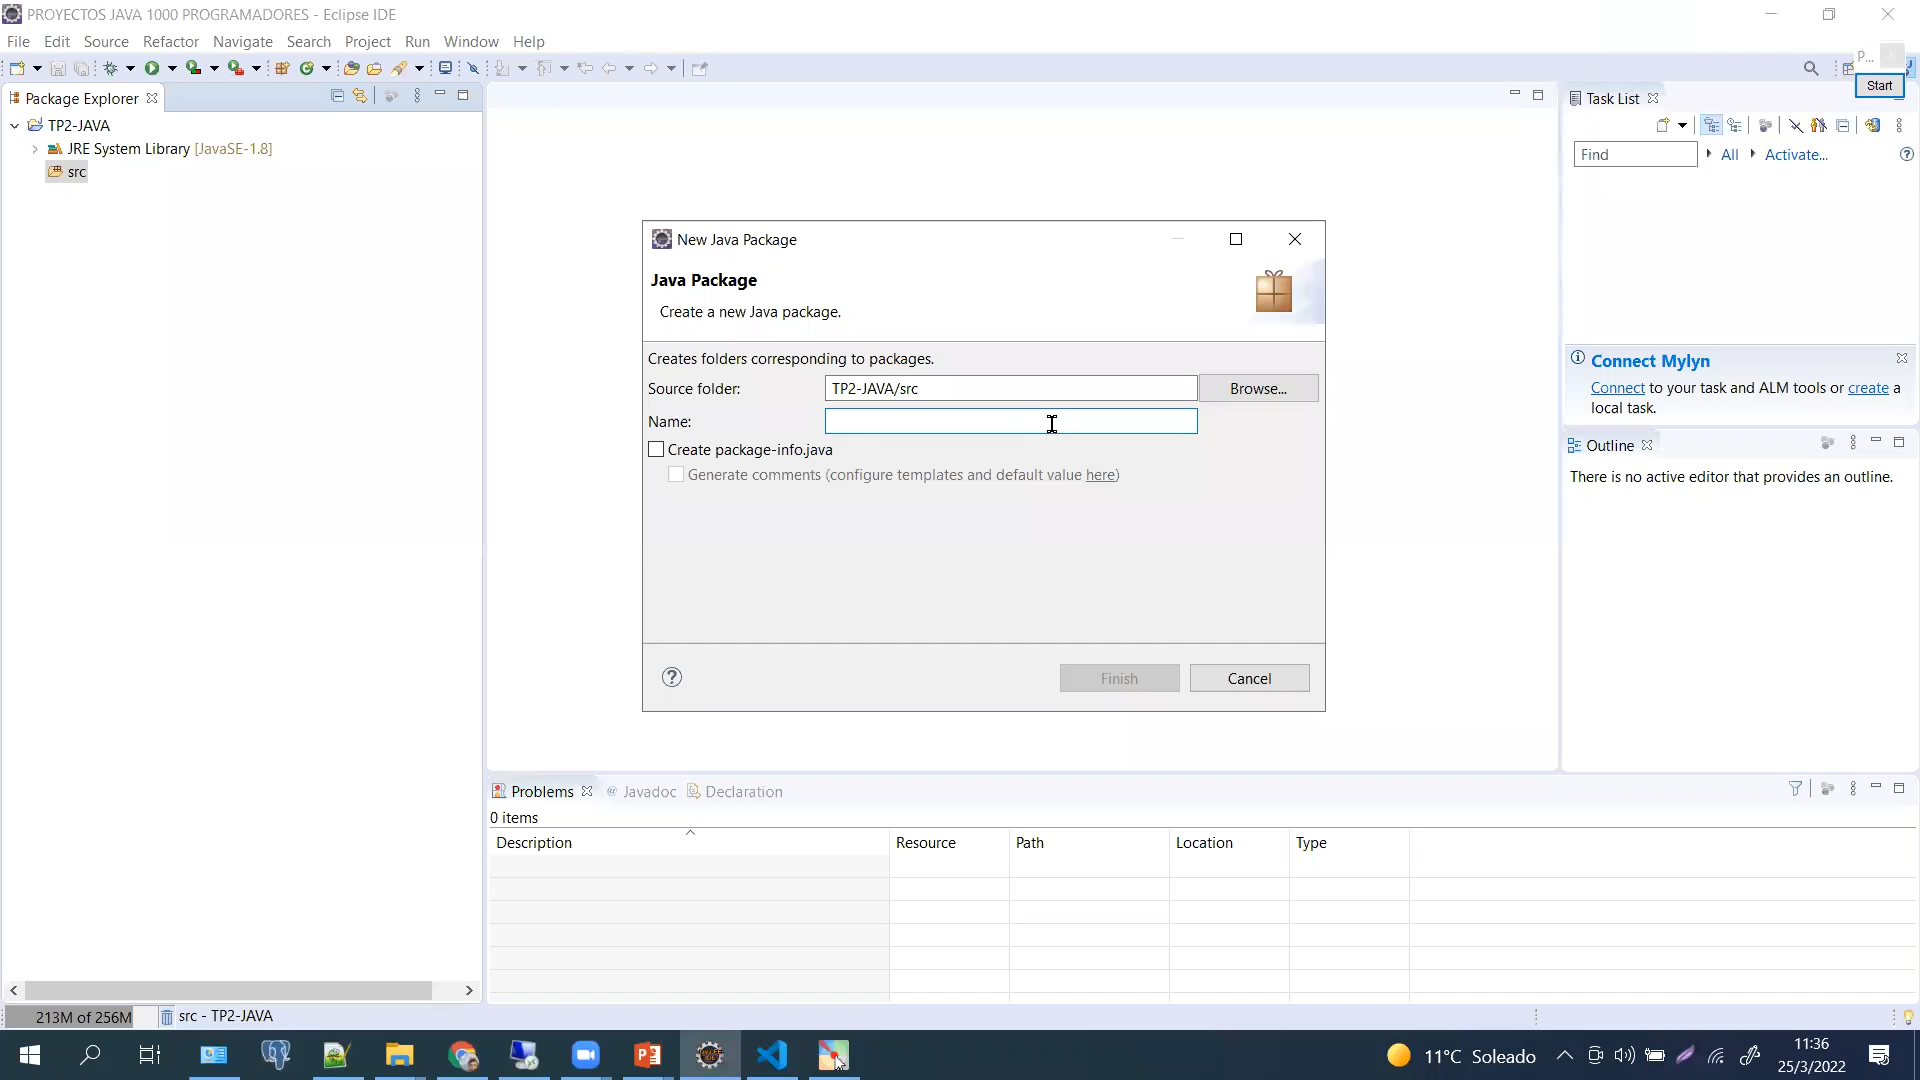 PROYECTOS JAVA 1000 PROGRAMADORES - Eclipse IDE
File Edit Source Refactor Navigate Search Project Run Window Help
P...
Start
Package Explorer
TP2-JAVA
JRE System Library [JavaSE-1.8]
src
New Java Package
Java Package
Create a new Java package.
Creates folders corresponding to packages.
Source folder: TP2-JAVA/src Browse...
Name:
Create package-info.java
Generate comments (configure templates and default value here)
Finish Cancel
Task List
Find All Activate...
Connect Mylyn
Connect to your task and ALM tools or create a
local task.
Outline
There is no active editor that provides an outline.
Problems @ Javadoc Declaration
0 items
Description Resource Path Location Type
213M of 256M src - TP2-JAVA
11°C Soleado
11:36
25/3/2022